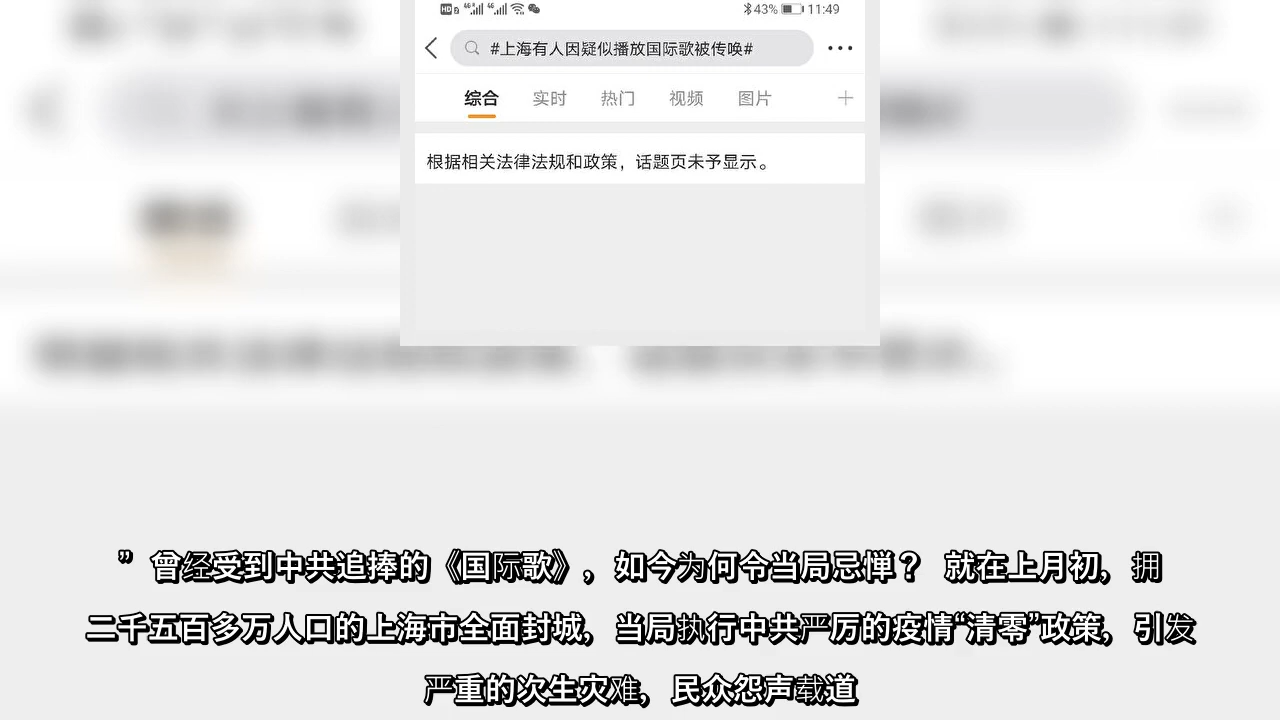 43% 11:49
#上海有人因疑似播放国际歌被传唤#
综合 实时 热门 视频 图片
根据相关法律法规和政策，话题页未予显示。
”曾经受到中共追捧的《国际歌》，如今为何令当局忌惮？ 就在上月初，拥
二千五百多万人口的上海市全面封城，当局执行中共严厉的疫情“清零”政策，引发
严重的次生灾难，民众怨声载道